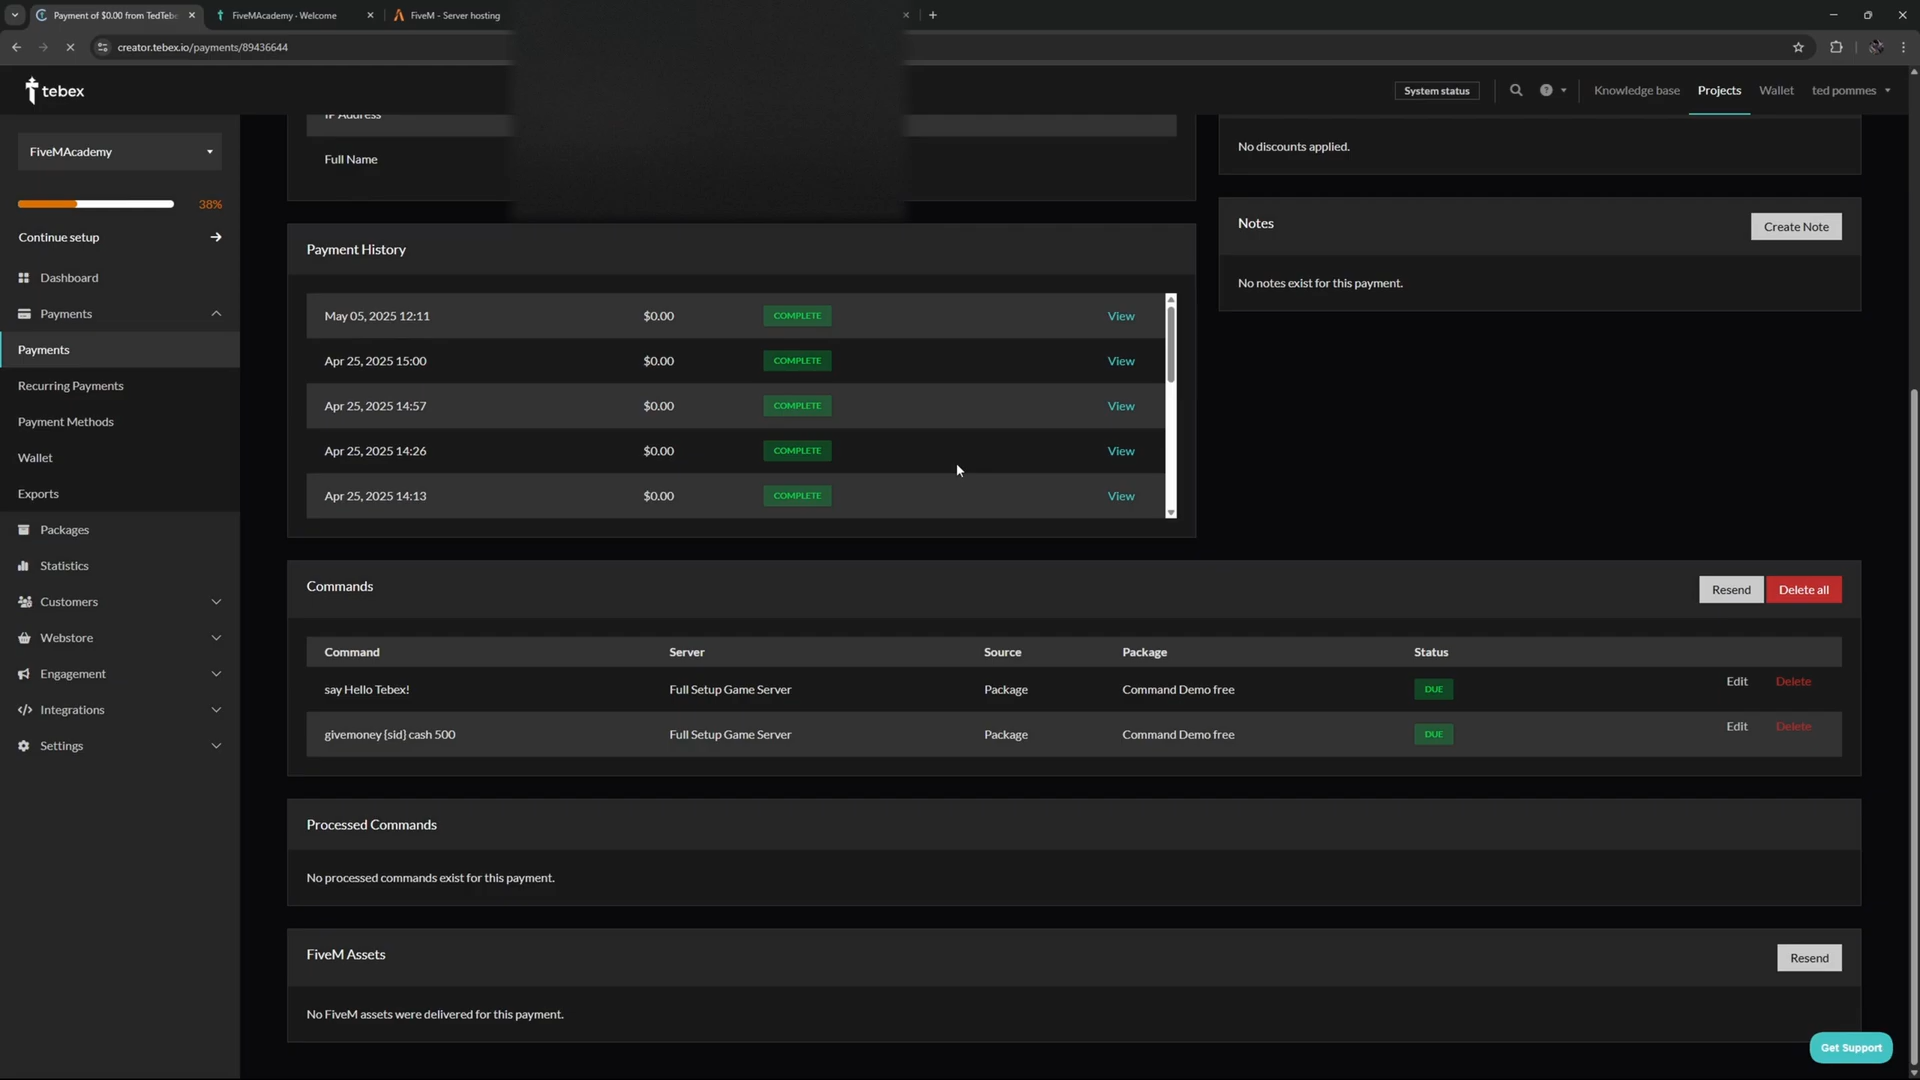 Payment of $0.00 from TedTebe
FiveMAcademy - Welcome
FiveM - Server hosting
creator.tebex.io/payments/89436644
tebex
System status
Knowledge base
Projects
Wallet
ted pommes
FiveMAcademy
38%
Continue setup
Dashboard
Payments
Payments
Recurring Payments
Payment Methods
Wallet
Exports
Packages
Statistics
Customers
Webstore
Engagement
Integrations
Settings
IP Address
Full Name
No discounts applied.
Notes
Create Note
No notes exist for this payment.
Payment History
May 05, 2025 12:11 $0.00 COMPLETE View
Apr 25, 2025 15:00 $0.00 COMPLETE View
Apr 25, 2025 14:57 $0.00 COMPLETE View
Apr 25, 2025 14:26 $0.00 COMPLETE View
Apr 25, 2025 14:13 $0.00 COMPLETE View
Commands
Resend
Delete all
Command Server Source Package Status
say Hello Tebex! Full Setup Game Server Package Command Demo free DUE Edit Delete
givemoney {sid} cash 500 Full Setup Game Server Package Command Demo free DUE Edit Delete
Processed Commands
No processed commands exist for this payment.
FiveM Assets
Resend
No FiveM assets were delivered for this payment.
Get Support